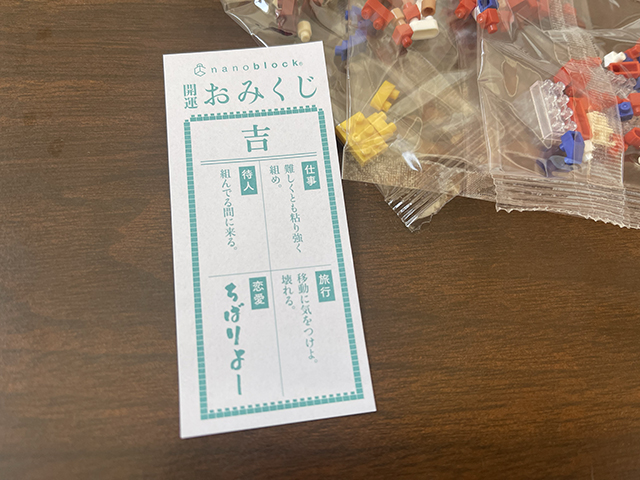 nanoblock®
開運
おみくじ
吉
仕事
難しくとも粘り強く
組め。
待人
組んでる間に来る。
旅行
移動に気をつけよ。
壊れる。
恋愛
ちばりよー